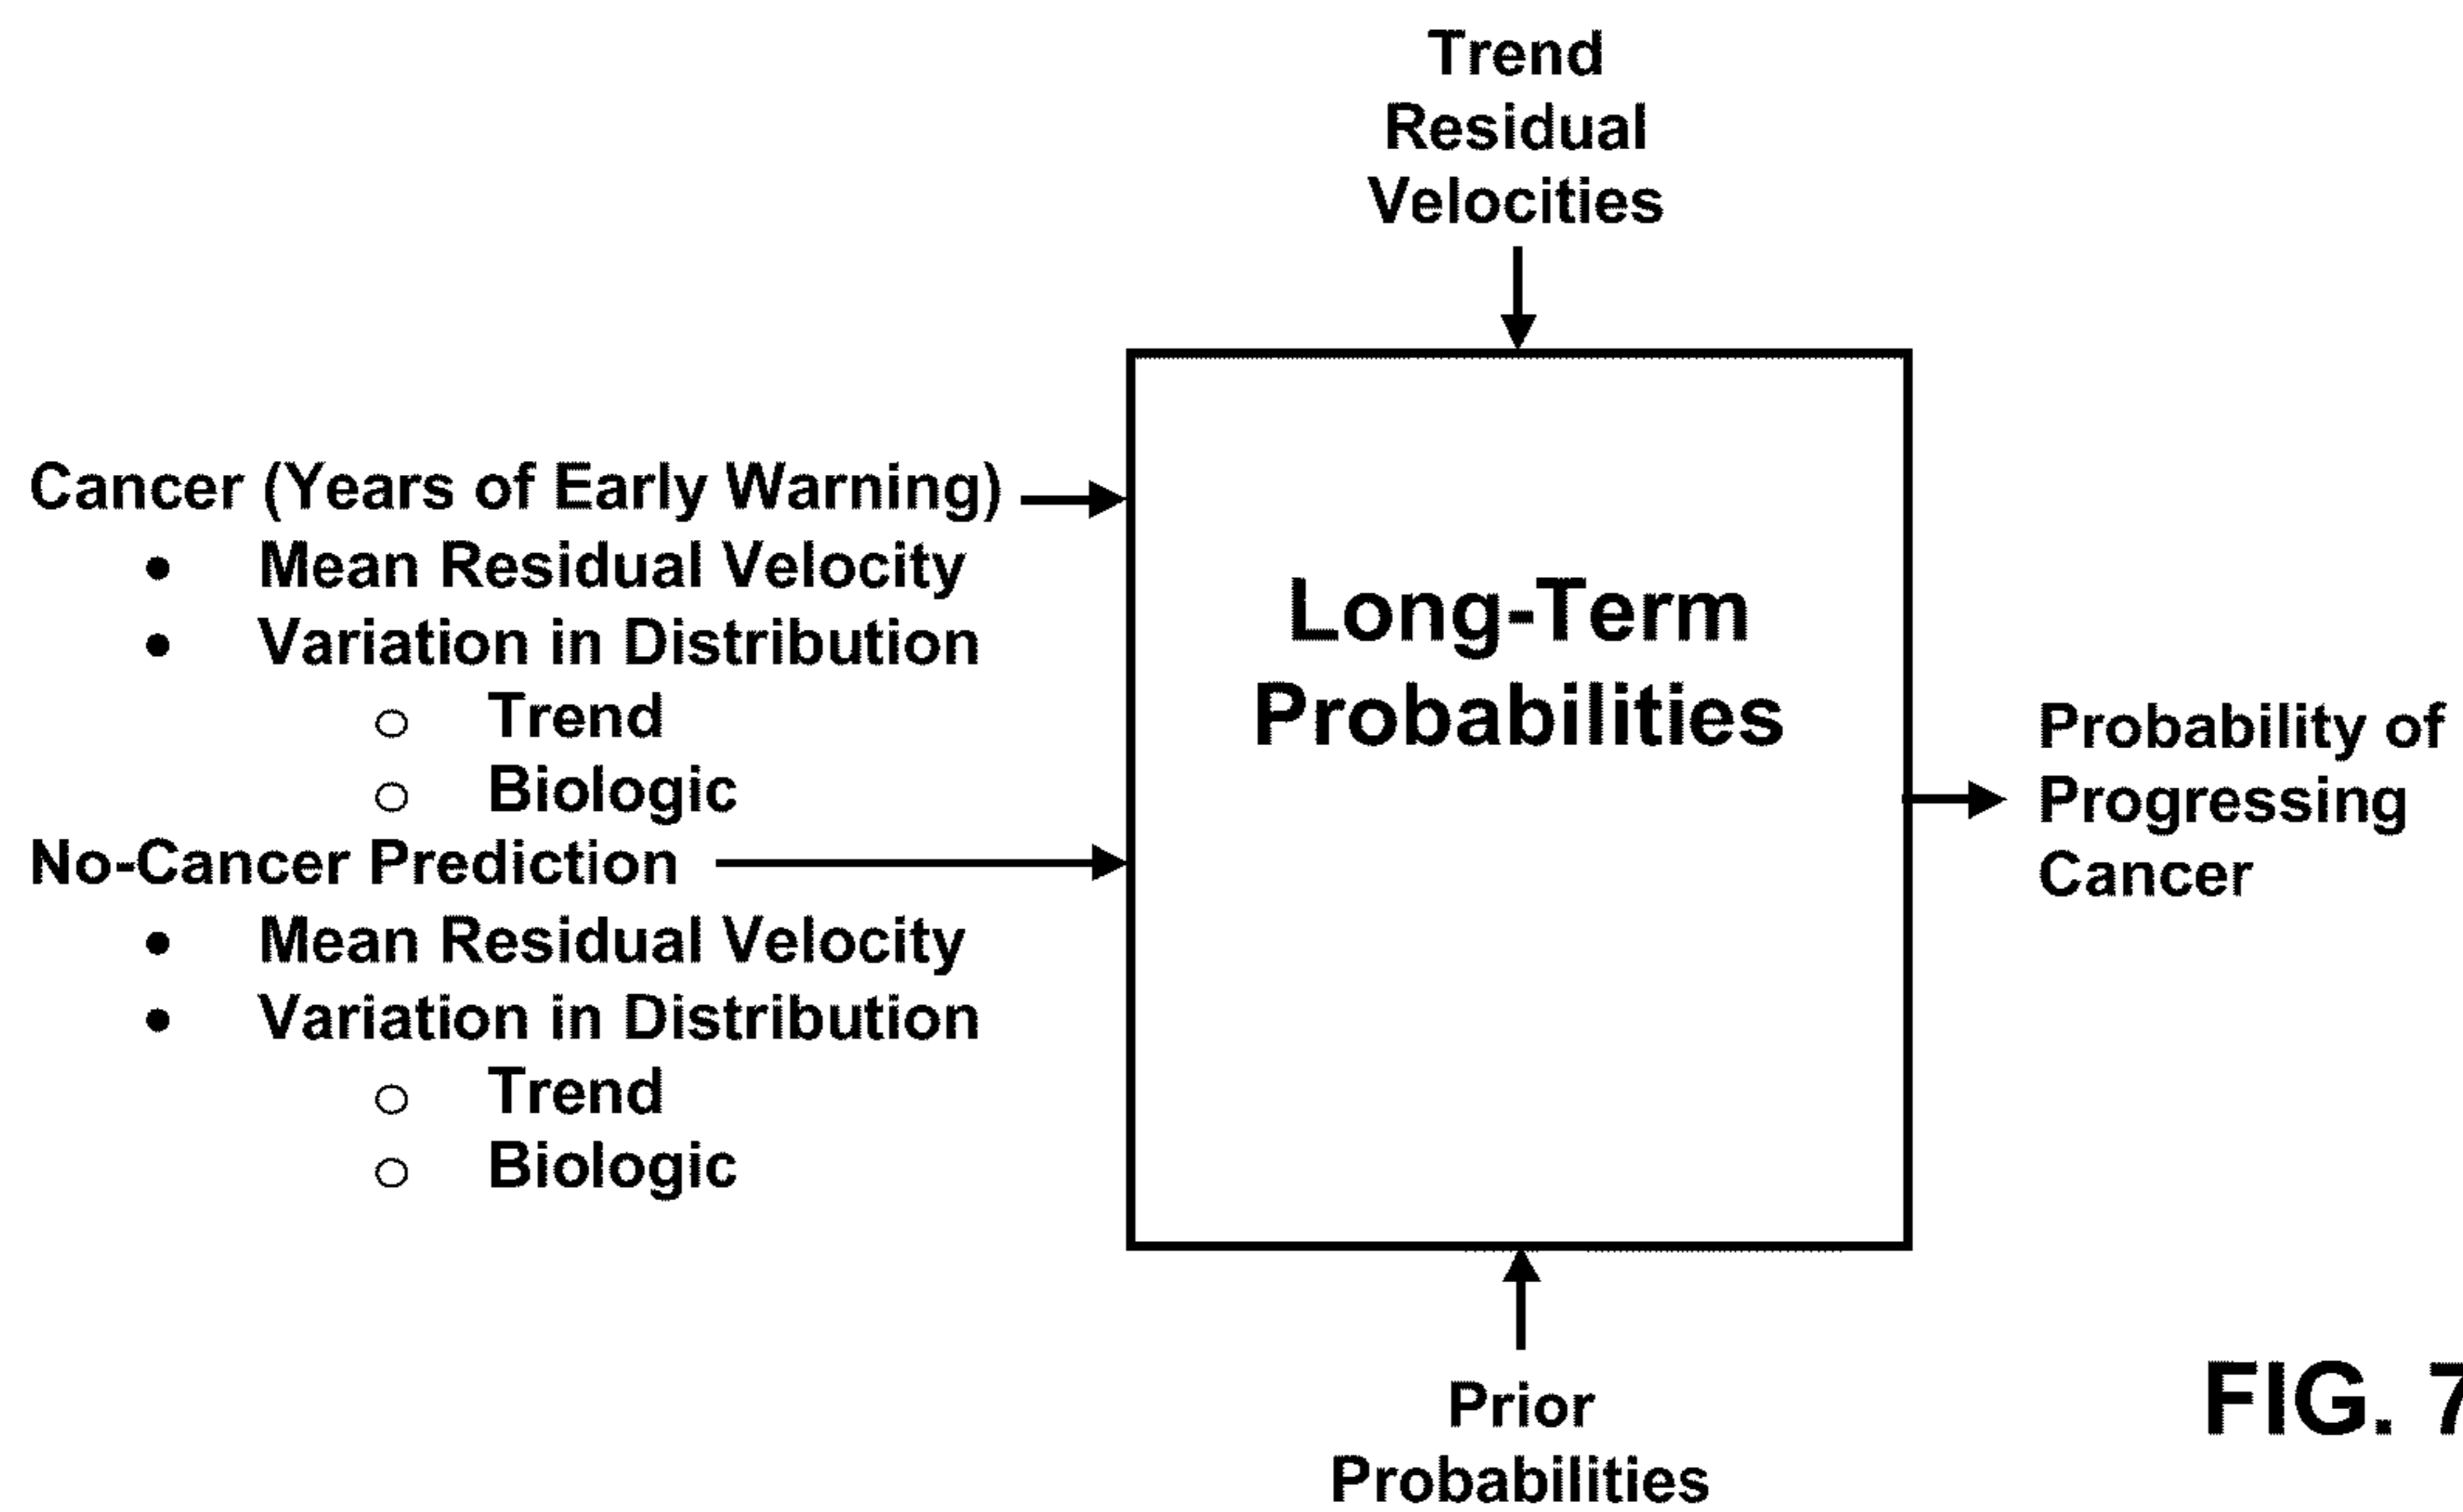 Trend
Residual
Velocities
Cancer (Years of Early Warning)
• Mean Residual Velocity
• Variation in Distribution
○ Trend
○ Biologic
No-Cancer Prediction
• Mean Residual Velocity
• Variation in Distribution
○ Trend
○ Biologic
Long-Term
Probabilities
Probability of
Progressing
Cancer
Prior
Probabilities
FIG. 7